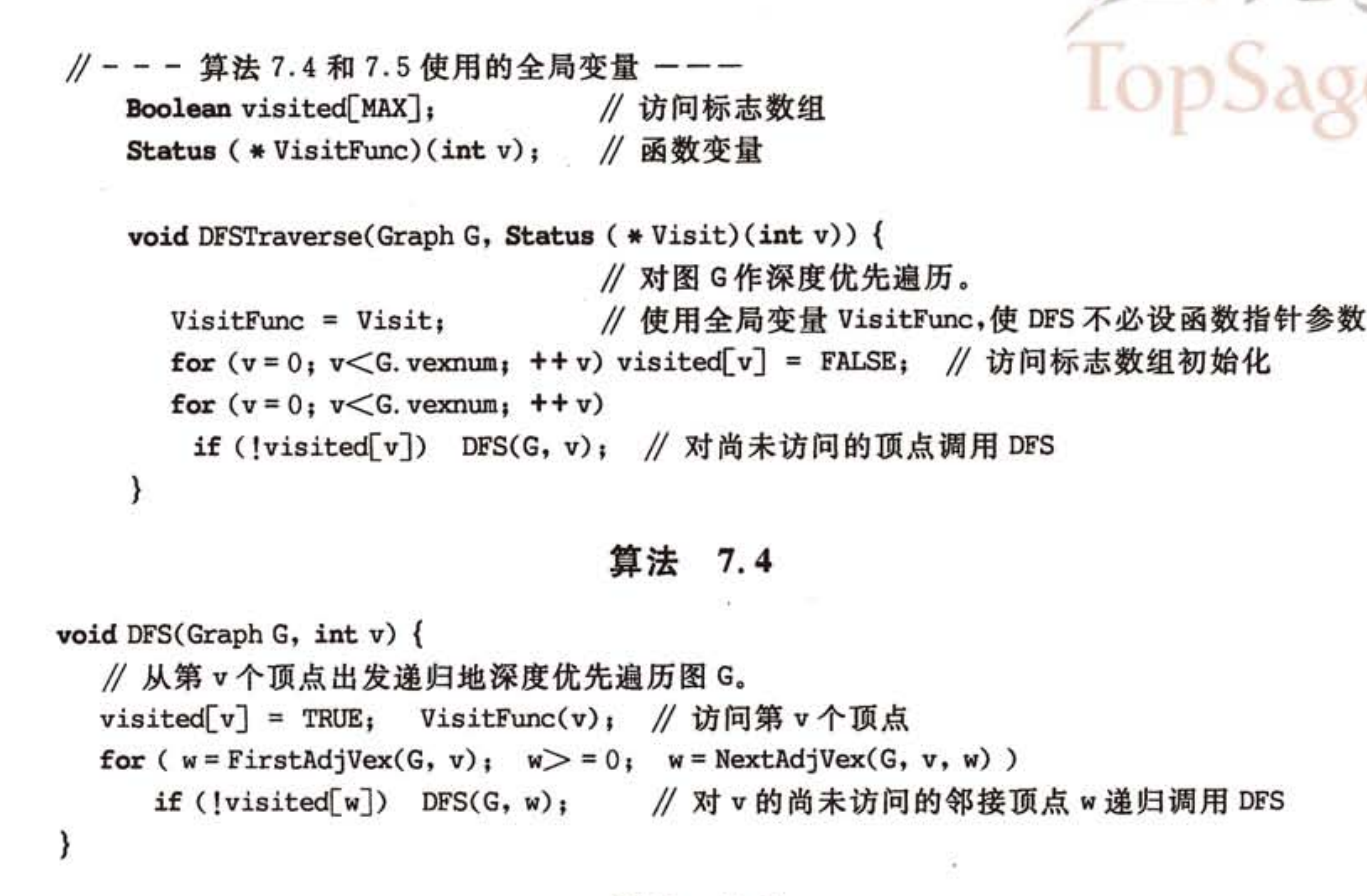 TopSage
// - - - 算法 7.4 和 7.5 使用的全局变量 - - -
Boolean visited[MAX]; // 访问标志数组
Status ( * VisitFunc)(int v); // 函数变量
void DFSTraverse(Graph G, Status ( * Visit)(int v)) {
// 对图 G 作深度优先遍历。
VisitFunc = Visit; // 使用全局变量 VisitFunc,使 DFS 不必设函数指针参数
for (v = 0; v<G. vexnum; ++ v) visited[v] = FALSE; // 访问标志数组初始化
for (v = 0; v<G. vexnum; ++ v)
if (!visited[v]) DFS(G, v); // 对尚未访问的顶点调用 DFS
}
算法 7.4
void DFS(Graph G, int v) {
// 从第 v 个顶点出发递归地深度优先遍历图 G。
visited[v] = TRUE; VisitFunc(v); // 访问第 v 个顶点
for ( w = FirstAdjVex(G, v); w> = 0; w = NextAdjVex(G, v, w) )
if (!visited[w]) DFS(G, w); // 对 v 的尚未访问的邻接顶点 w 递归调用 DFS
}